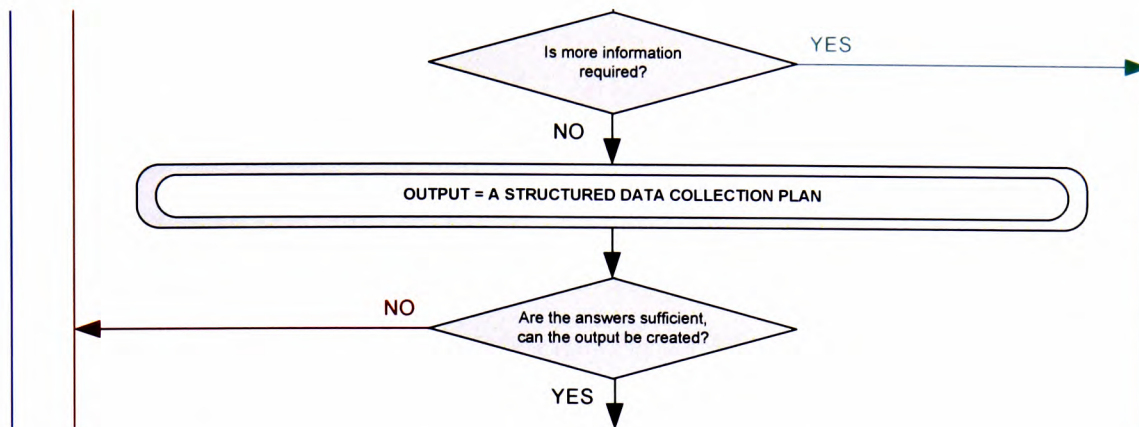 Is more information
required?
YES
NO
OUTPUT = A STRUCTURED DATA COLLECTION PLAN
NO
Are the answers sufficient,
can the output be created?
YES